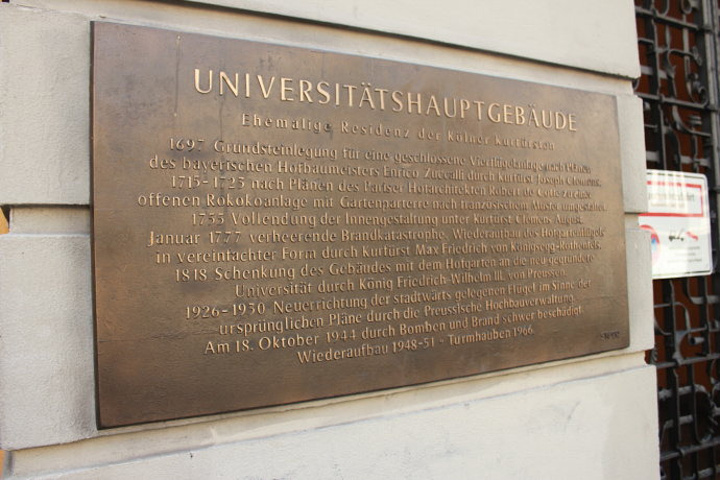 UNIVERSITÄTSHAUPTGEBÄUDE
Ehemalige Residenz der Kölner Kurfürsten
1697 Grundsteinlegung für eine geschlossene Vierflügelanlage nach Plänen
des bayerischen Hofbaumeisters Enrico Zuccalli durch Kurfürst Joseph Clemens.
1715-1723 nach Plänen des Pariser Hofarchitekten Robert de Cotte zu einer
offenen Rokokoanlage mit Gartenparterre nach französischem Muster umgestaltet.
1755 Vollendung der Innengestaltung unter Kurfürst Clemens August.
Januar 1777 verheerende Brandkatastrophe. Wiederaufbau des Hofgartenflügels
in vereinfachter Form durch Kurfürst Max Friedrich von Königsegg-Rothenfels.
1818 Schenkung des Gebäudes mit dem Hofgarten an die neu gegründete
Universität durch König Friedrich-Wilhelm III. von Preussen.
1926-1930 Neuerrichtung der stadtwärts gelegenen Flügel im Sinne der
ursprünglichen Pläne durch die Preussische Hochbauverwaltung.
Am 18. Oktober 1944 durch Bomben und Brand schwer beschädigt.
Wiederaufbau 1948-51 - Turmhauben 1966